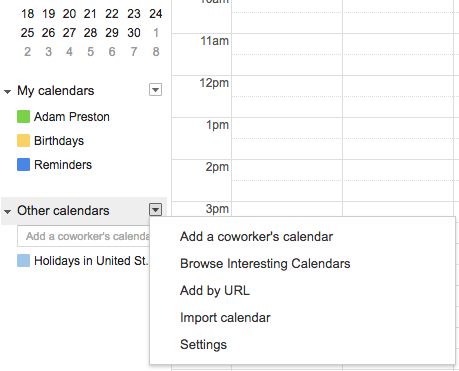 18 19 20 21 22 23 24
25 26 27 28 29 30 1
2 3 4 5 6 7 8
My calendars
Adam Preston
Birthdays
Reminders
Other calendars
Add a coworker's calenda
Holidays in United St...
11am
12pm
1pm
2pm
3pm
Add a coworker's calendar
Browse Interesting Calendars
Add by URL
Import calendar
Settings